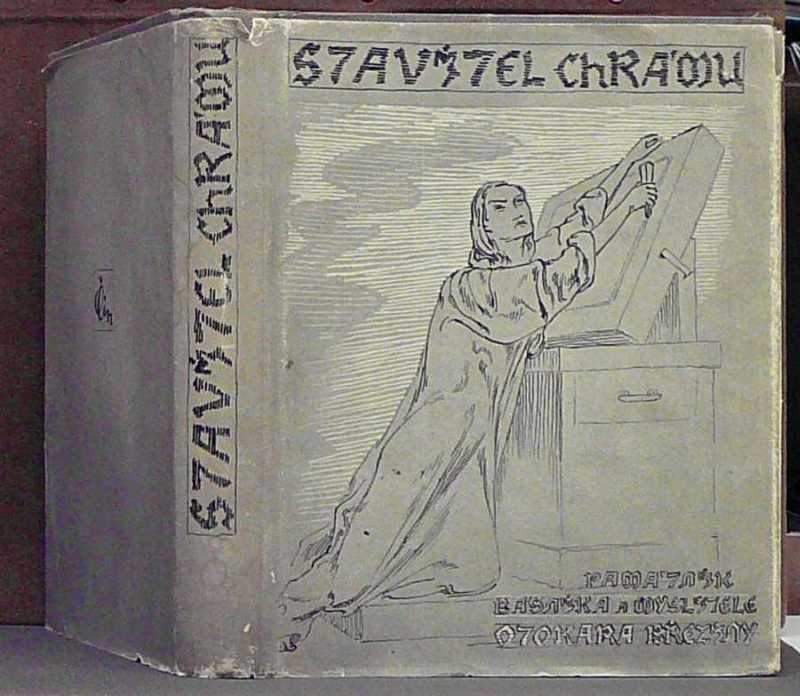 STAVITEL CHRÁMU
STAVITEL CHRÁMU
PAMÁTNÍK
BÁSNÍKA A MYSLITELE
OTOKARA BŘEZINY